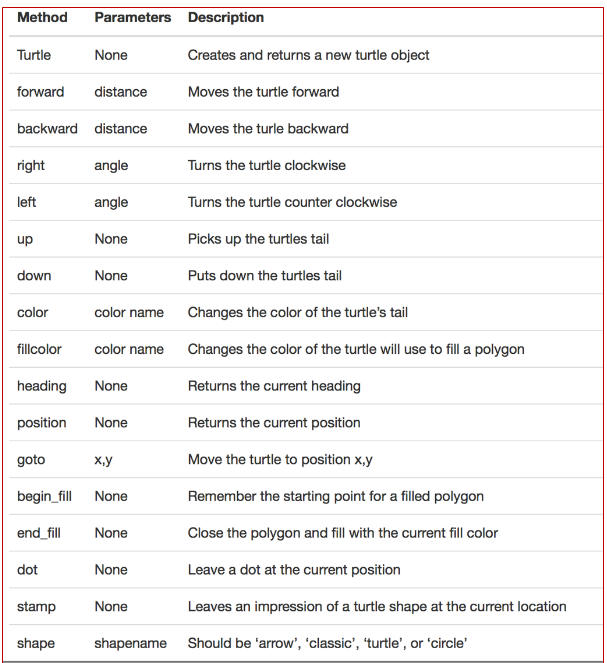 Method Parameters Description
Turtle None Creates and returns a new turtle object
forward distance Moves the turtle forward
backward distance Moves the turle backward
right angle Turns the turtle clockwise
left angle Turns the turtle counter clockwise
up None Picks up the turtles tail
down None Puts down the turtles tail
color color name Changes the color of the turtle’s tail
fillcolor color name Changes the color of the turtle will use to fill a polygon
heading None Returns the current heading
position None Returns the current position
goto x,y Move the turtle to position x,y
begin_fill None Remember the starting point for a filled polygon
end_fill None Close the polygon and fill with the current fill color
dot None Leave a dot at the current position
stamp None Leaves an impression of a turtle shape at the current location
shape shapename Should be ‘arrow’, ‘classic’, ‘turtle’, or ‘circle’